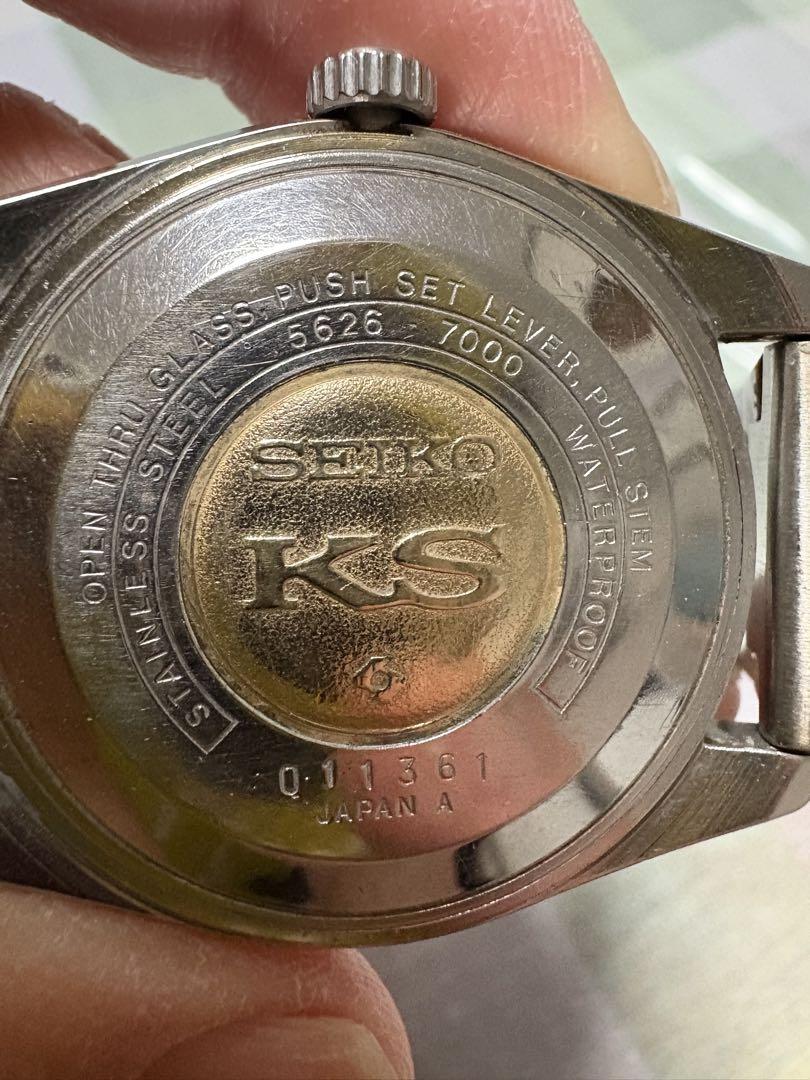 OPEN THRU GLASS, PUSH SET LEVER, PULL STEM
STAINLESS STEEL 5626 7000 WATERPROOF
SEIKO
KS
011361
JAPAN A